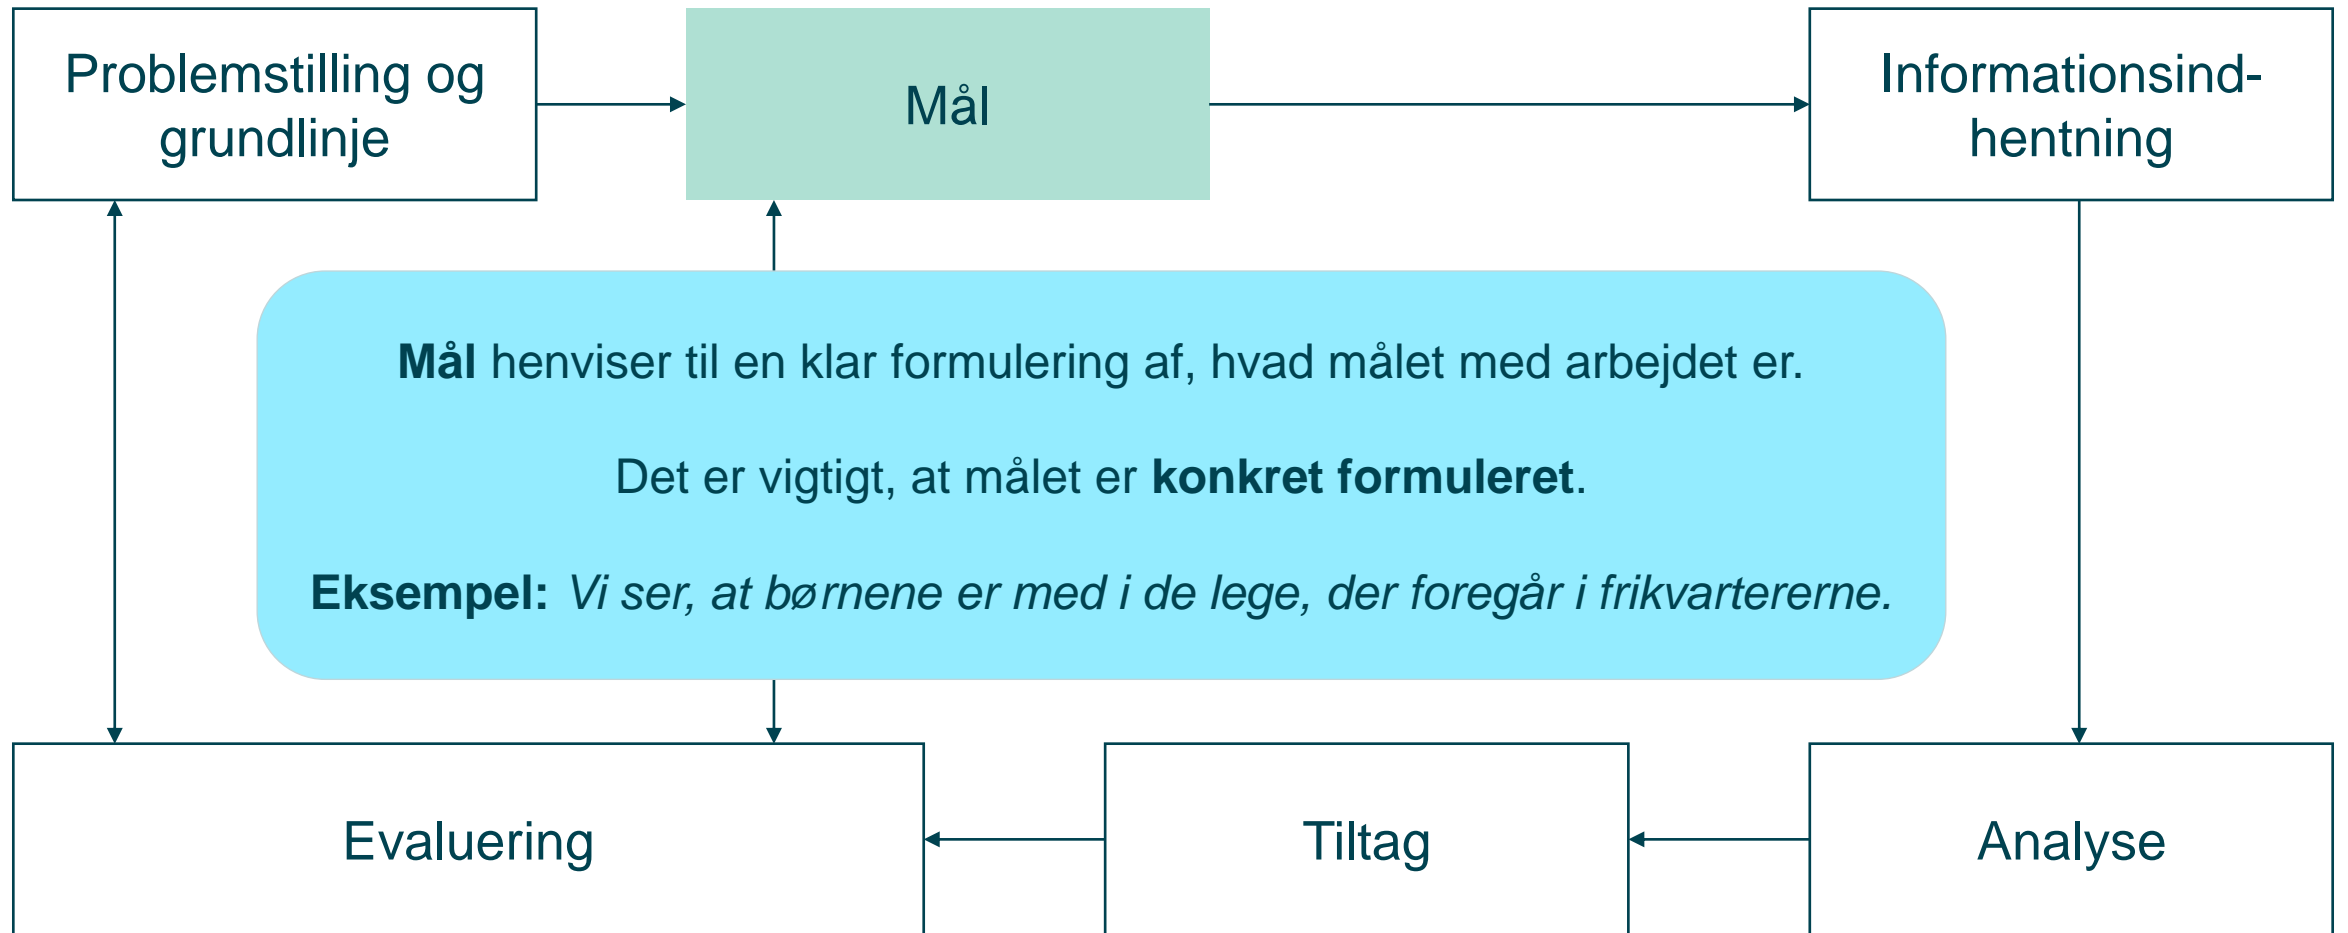 Problemstilling og
grundlinje
Mål
Informationsind-
hentning
Mål henviser til en klar formulering af, hvad målet med arbejdet er.
Det er vigtigt, at målet er konkret formuleret.
Eksempel: Vi ser, at børnene er med i de lege, der foregår i frikvartererne.
Evaluering
Tiltag
Analyse